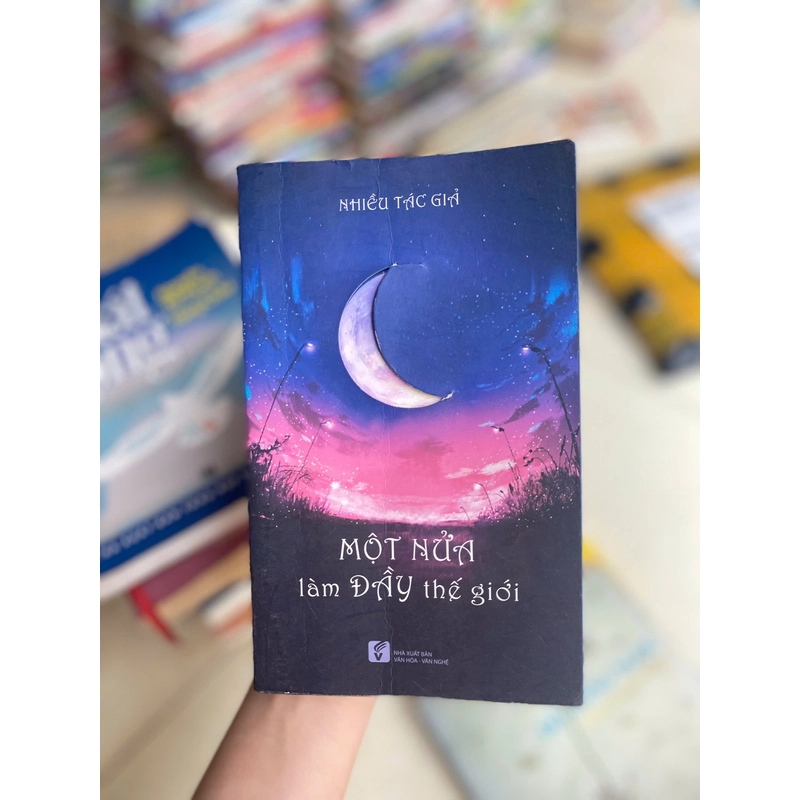 NHIỀU TÁC GIẢ
MỘT NỬA
làm ĐẦY thế giới
NHÀ XUẤT BẢN
VĂN HÓA - VĂN NGHỆ